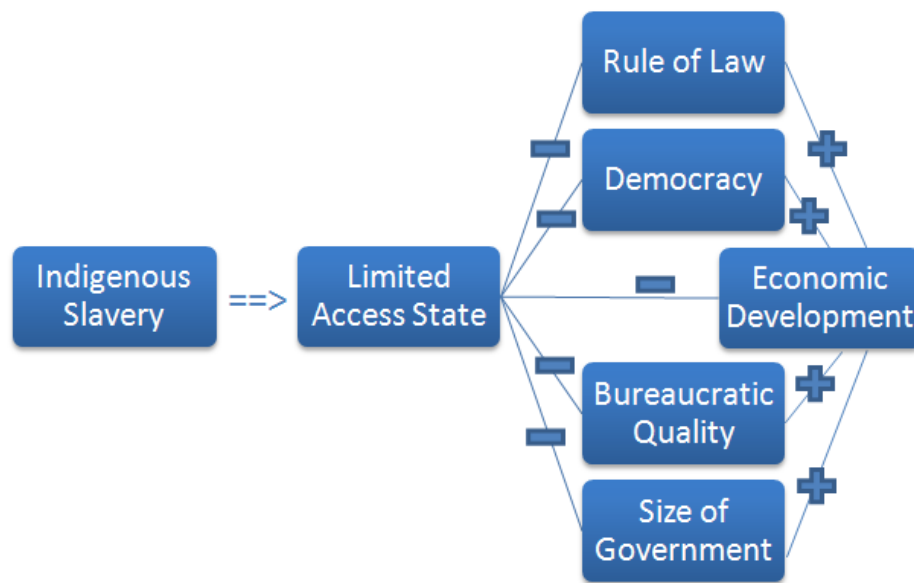 Rule of Law
Democracy
Indigenous
Slavery
==>
Limited
Access State
Economic
Development
Bureaucratic
Quality
Size of
Government